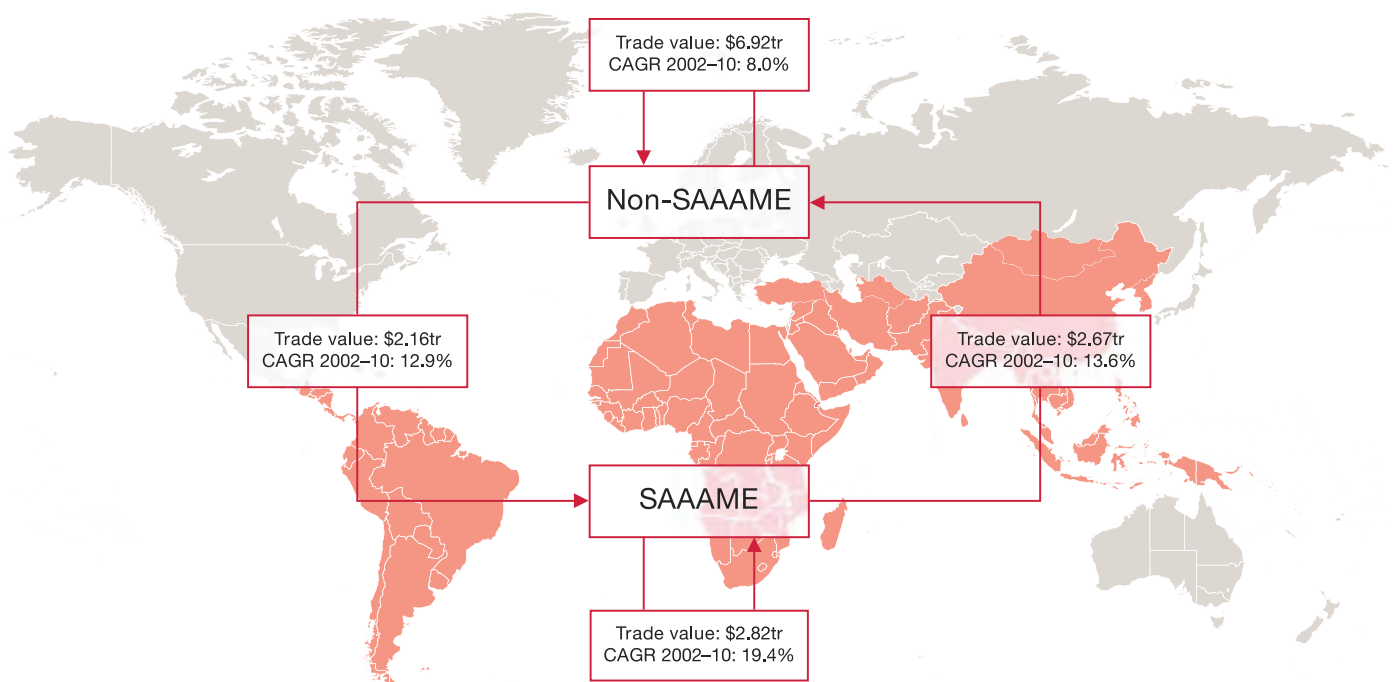 Trade value: $6.92tr
CAGR 2002–10: 8.0%
Non-SAAAME
Trade value: $2.16tr
CAGR 2002–10: 12.9%
Trade value: $2.67tr
CAGR 2002–10: 13.6%
SAAAME
Trade value: $2.82tr
CAGR 2002–10: 19.4%